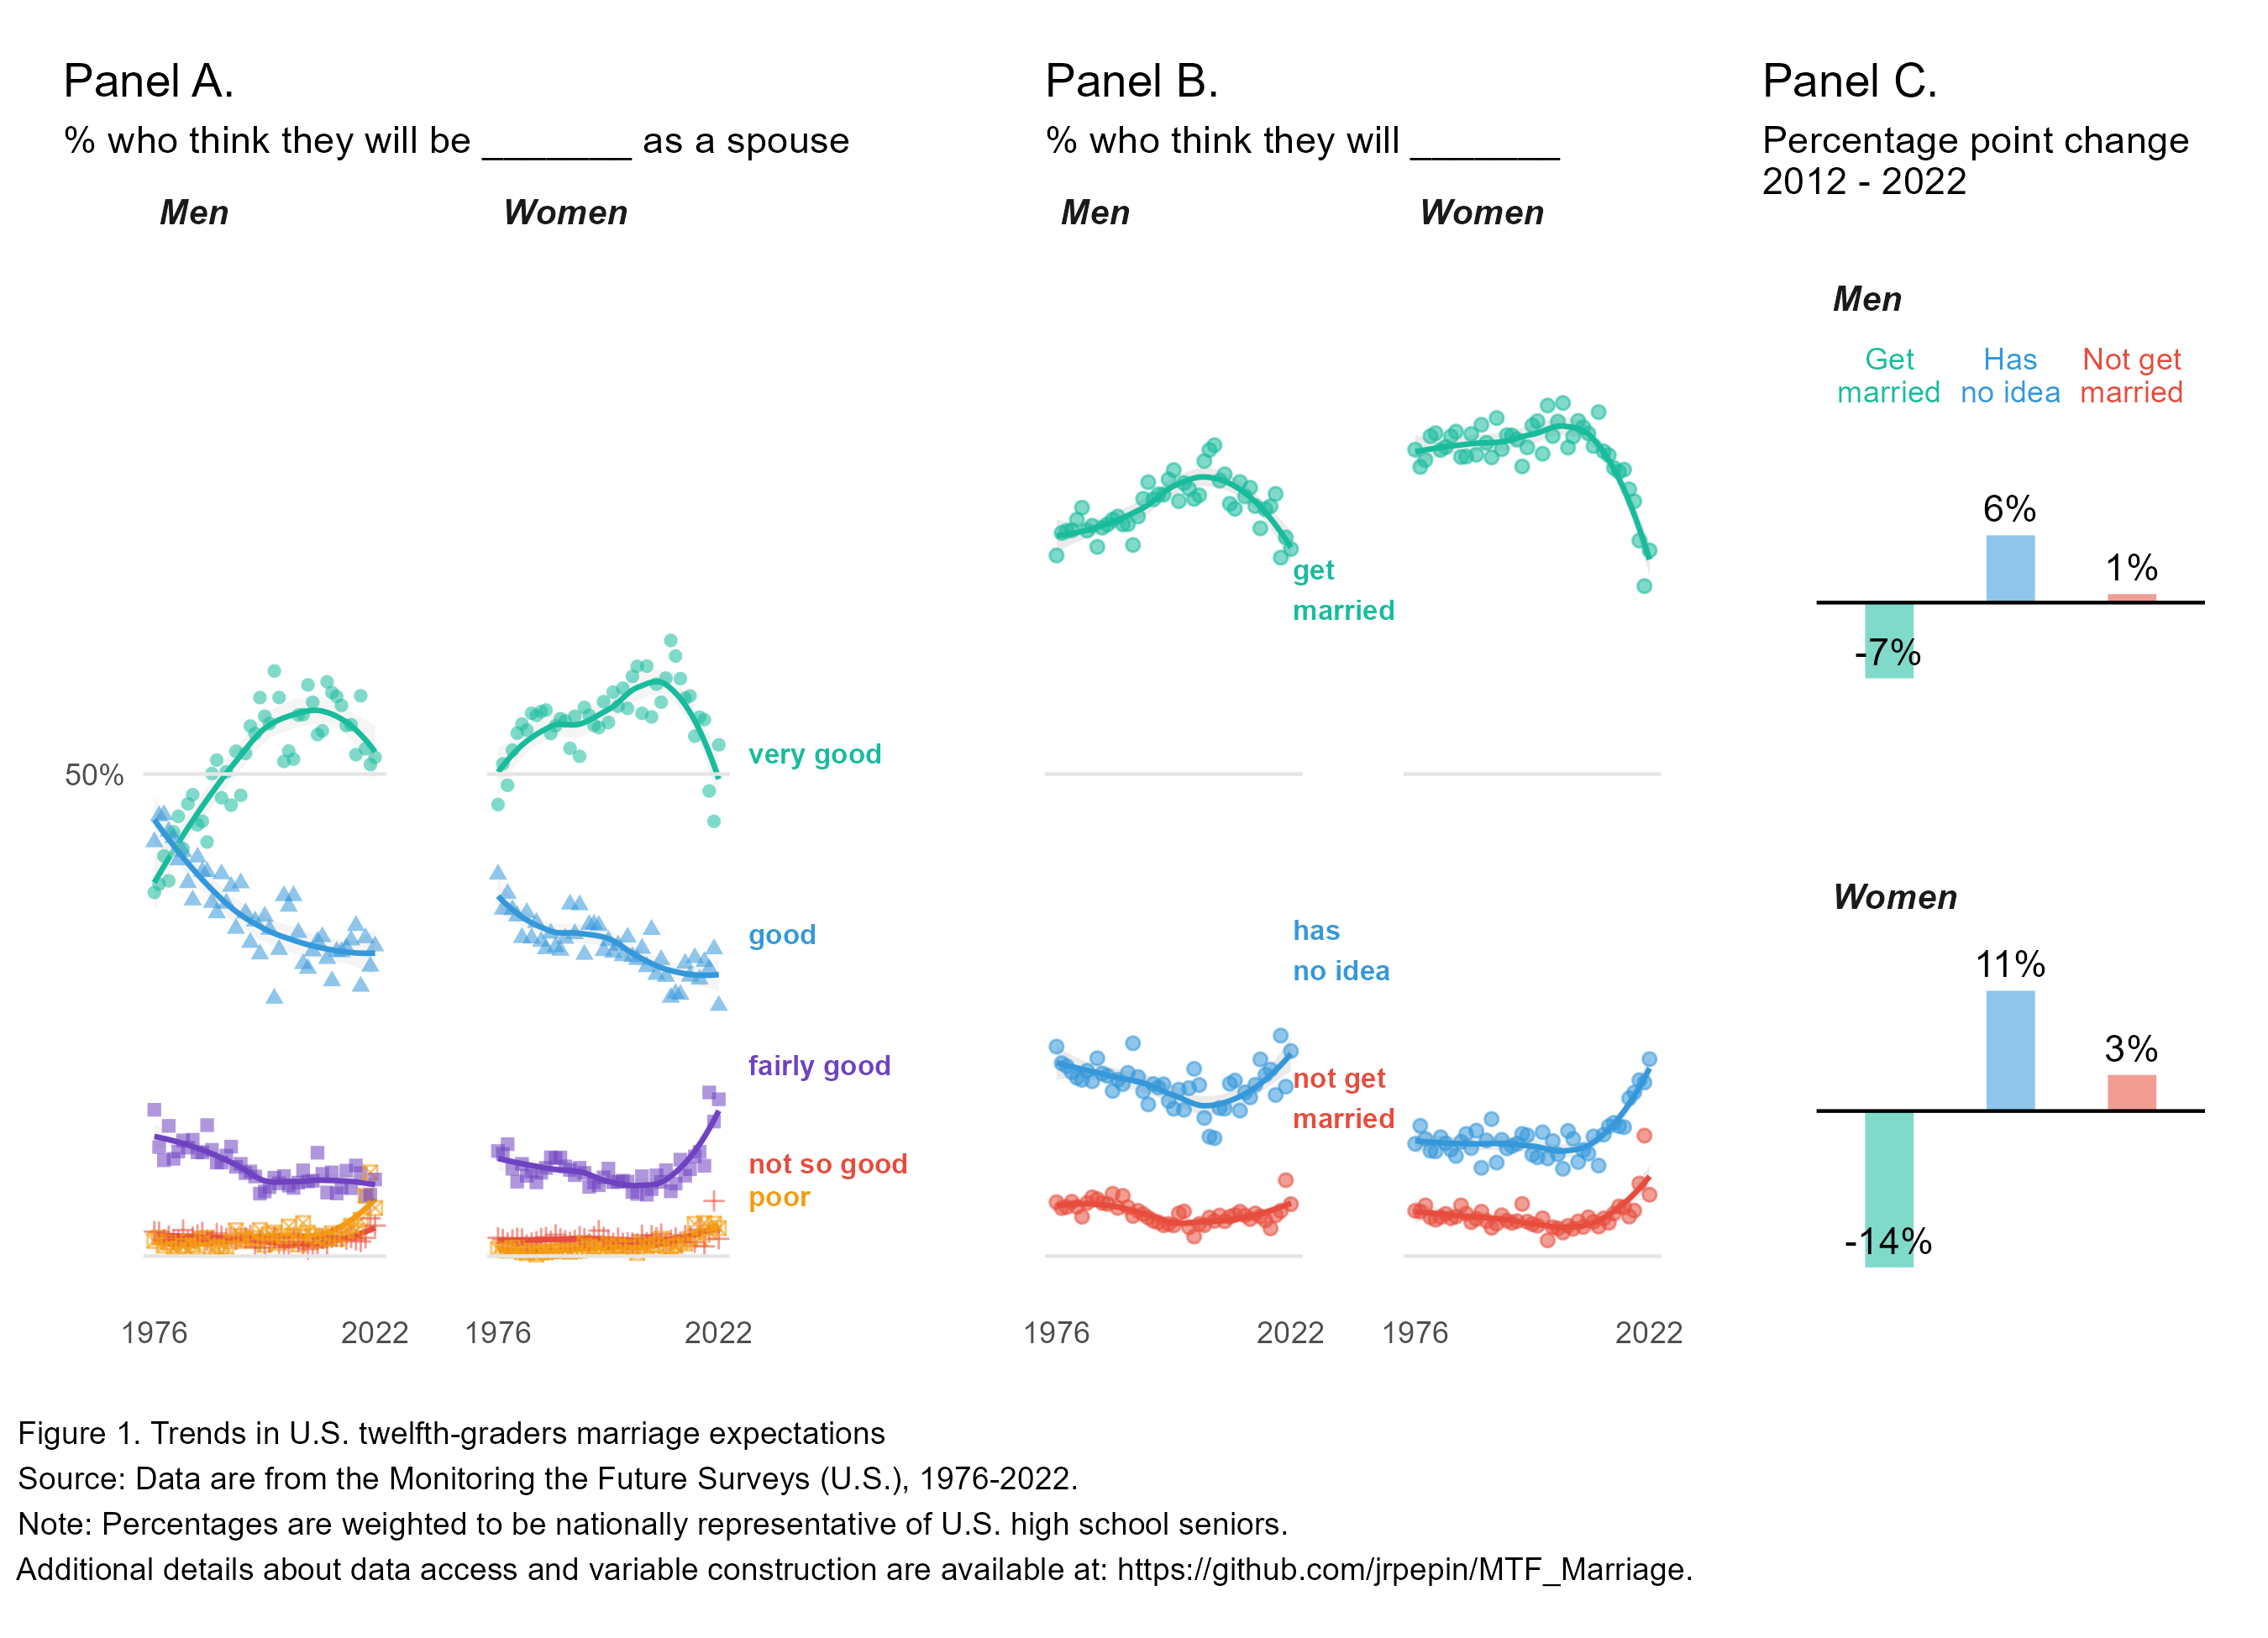 Panel A.
% who think they will be _______ as a spouse
Men
Women
50%
very good
good
fairly good
not so good
poor
1976
2022
1976
2022
Panel B.
% who think they will _______
Men
Women
get
married
has
no idea
not get
married
1976
2022
1976
2022
Panel C.
Percentage point change
2012 - 2022
Men
Get
married
Has
no idea
Not get
married
-7%
6%
1%
Women
-14%
11%
3%
Figure 1. Trends in U.S. twelfth-graders marriage expectations
Source: Data are from the Monitoring the Future Surveys (U.S.), 1976-2022.
Note: Percentages are weighted to be nationally representative of U.S. high school seniors.
Additional details about data access and variable construction are available at: https://github.com/jrpepin/MTF_Marriage.